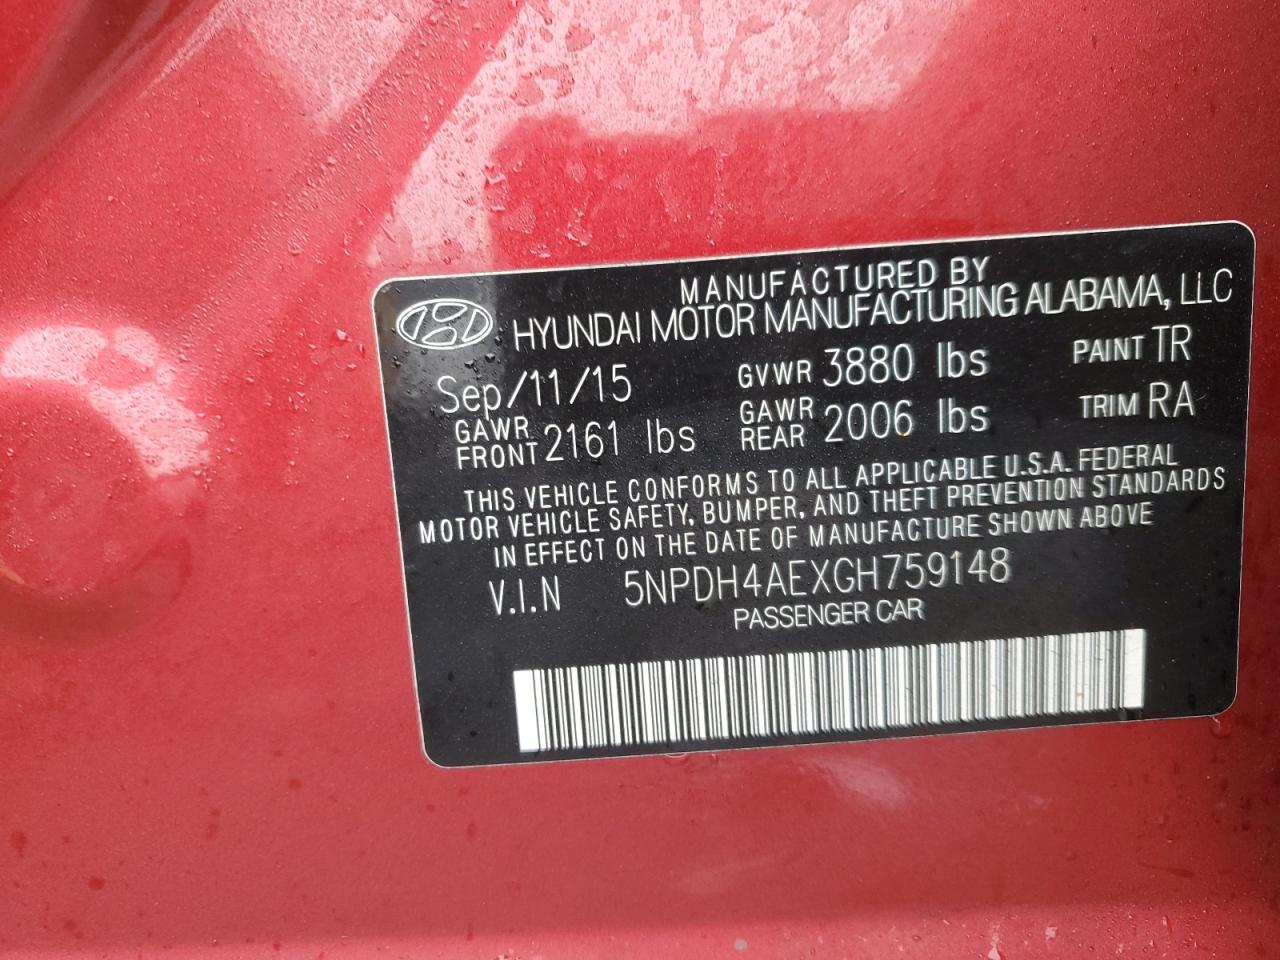 MANUFACTURED BY
HYUNDAI MOTOR MANUFACTURING ALABAMA, LLC
Sep/11/15 GVWR 3880 lbs PAINT TR
GAWR FRONT 2161 lbs GAWR REAR 2006 lbs TRIM RA
THIS VEHICLE CONFORMS TO ALL APPLICABLE U.S.A. FEDERAL
MOTOR VEHICLE SAFETY, BUMPER, AND THEFT PREVENTION STANDARDS
IN EFFECT ON THE DATE OF MANUFACTURE SHOWN ABOVE
V.I.N 5NPDH4AEXGH759148
PASSENGER CAR